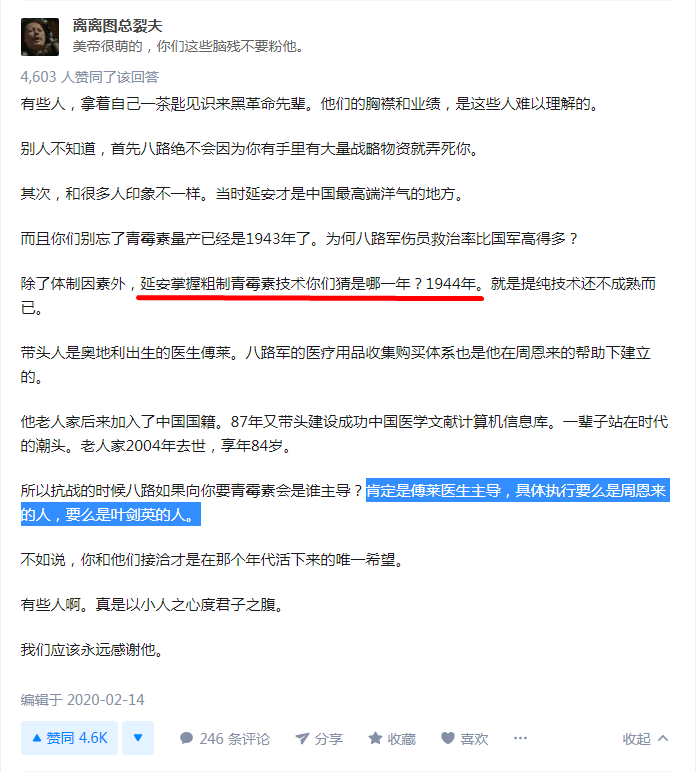 离离图总裂夫
美帝很萌的，你们这些脑残不要粉他。
4,603 人赞同了该回答
有些人，拿着自己一茶匙见识来黑革命先辈。他们的胸襟和业绩，是这些人难以理解的。
别人不知道，首先八路绝不会因为你有手里有大量战略物资就弄死你。
其次，和很多人印象不一样。当时延安才是中国最高端洋气的地方。
而且你们别忘了青霉素量产已经是1943年了。为何八路军伤员救治率比国军高得多？
除了体制因素外，延安掌握粗制青霉素技术你们猜是哪一年？1944年。就是提纯技术还不成熟而
已。
带头人是奥地利出生的医生傅莱。八路军的医疗用品收集购买体系也是他在周恩来的帮助下建立
的。
他老人家后来加入了中国国籍。87年又带头建设成功中国医学文献计算机信息库。一辈子站在时代
的潮头。老人家2004年去世，享年84岁。
所以抗战的时候八路如果向你要青霉素会是谁主导？肯定是傅莱医生主导，具体执行要么是周恩来
的人，要么是叶剑英的人。
不如说，你和他们接洽才是在那个年代活下来的唯一希望。
有些人啊。真是以小人之心度君子之腹。
我们应该永远感谢他。
编辑于 2020-02-14
赞同 4.6K
246 条评论
分享
收藏
喜欢
收起